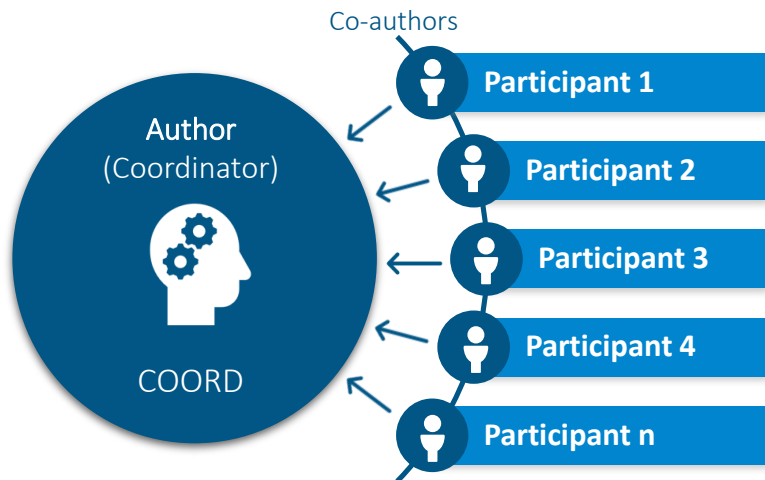 Co-authors
Author
(Coordinator)
COORD
Participant 1
Participant 2
Participant 3
Participant 4
Participant n